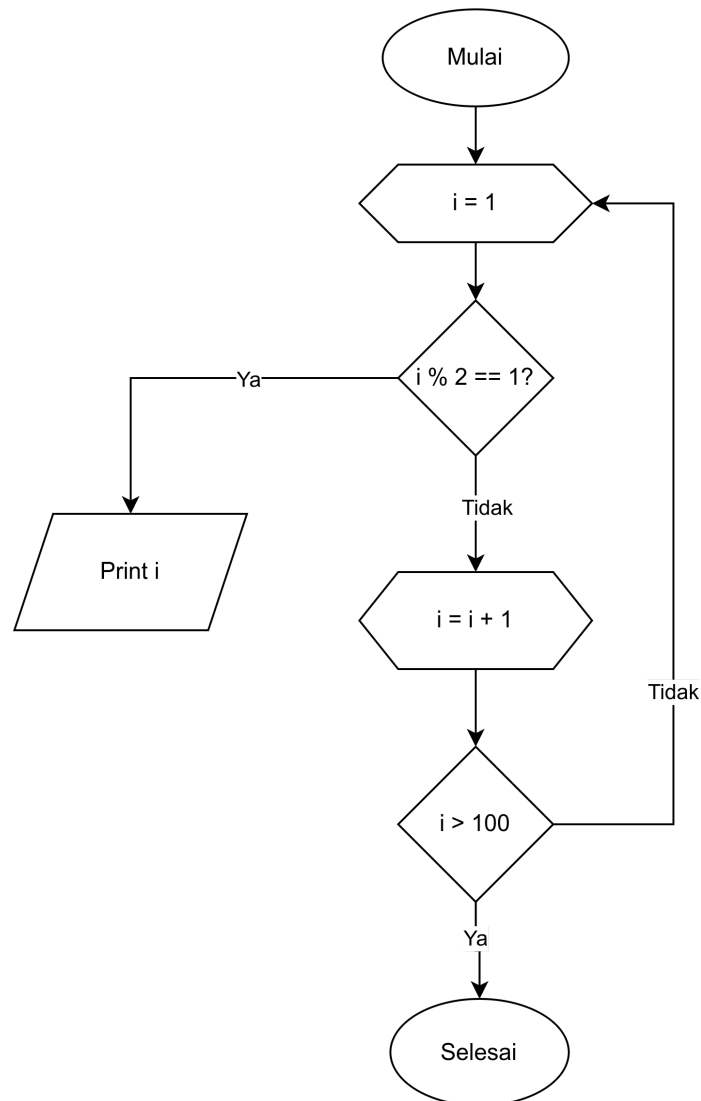 Mulai
i = 1
i % 2 == 1?
Ya
Tidak
Print i
i = i + 1
Tidak
i > 100
Ya
Selesai